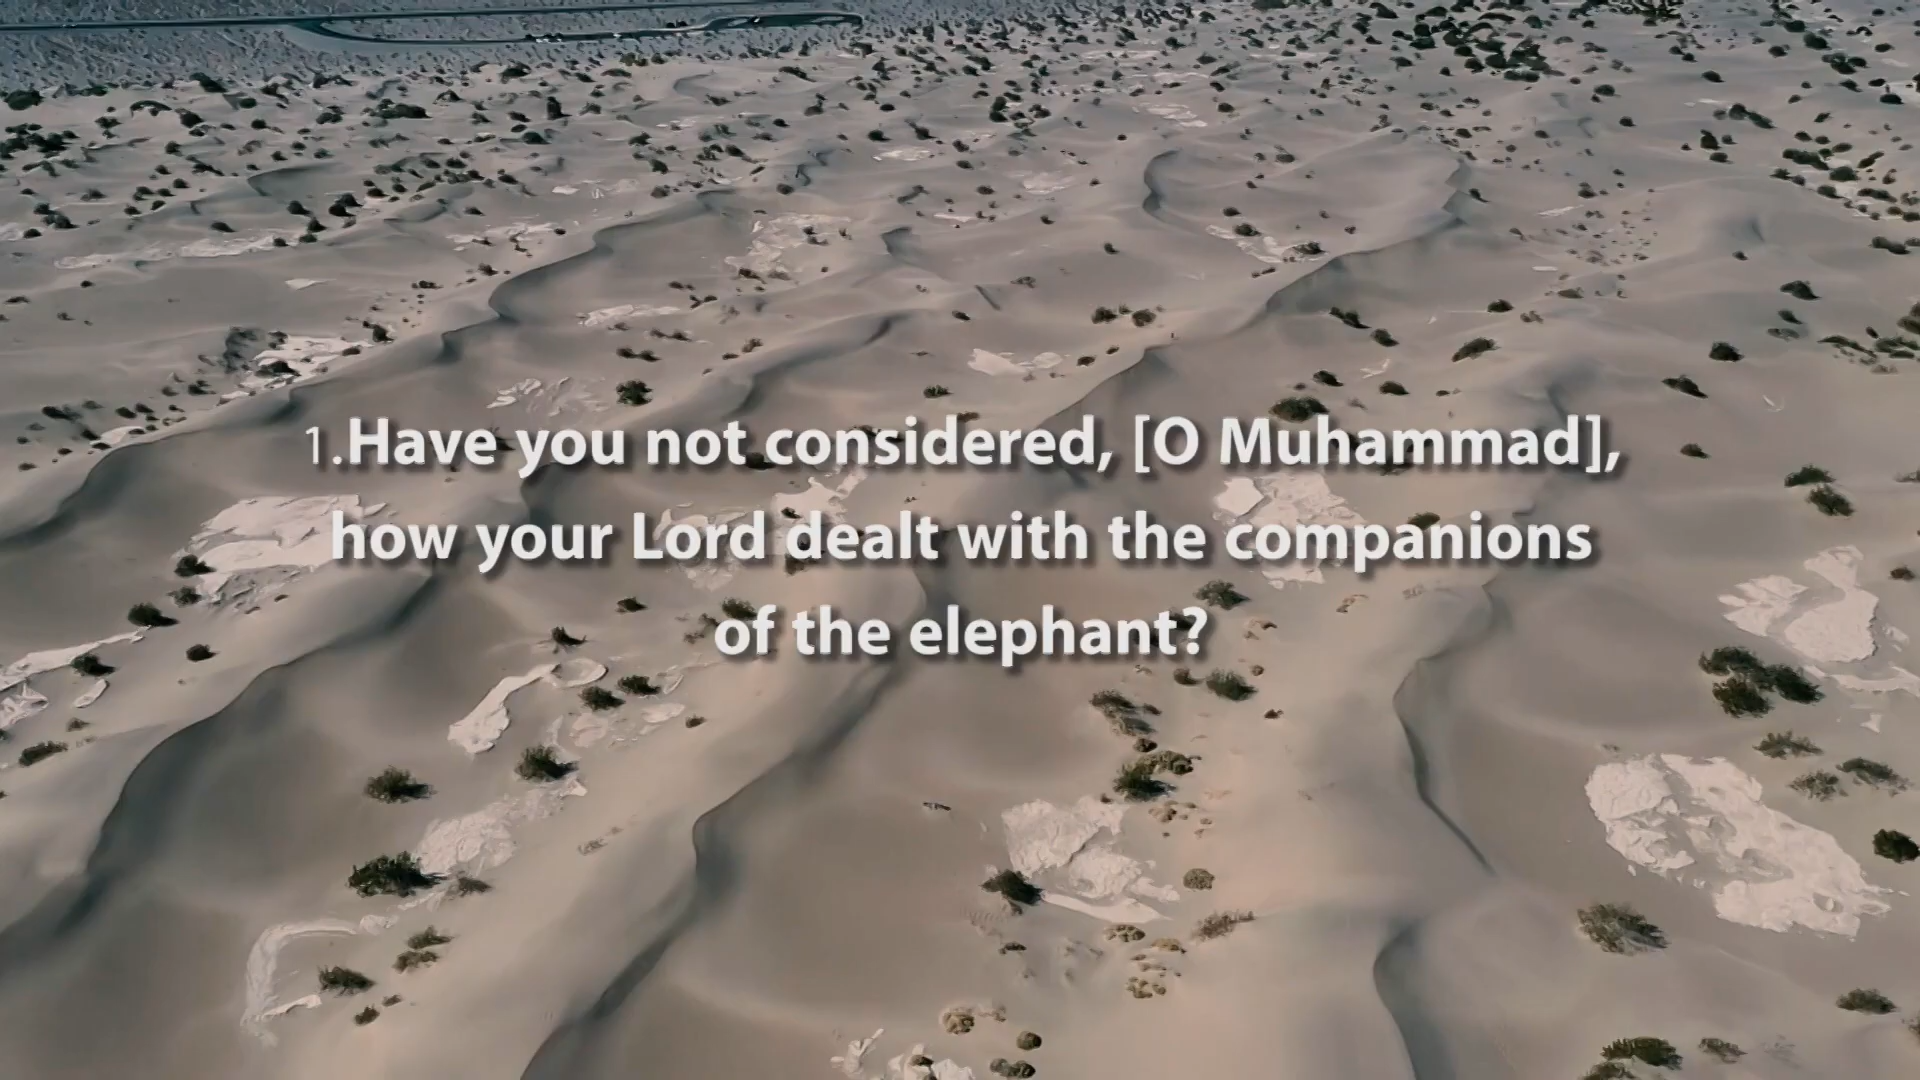 1.Have you not considered, [O Muhammad],
how your Lord dealt with the companions
of the elephant?